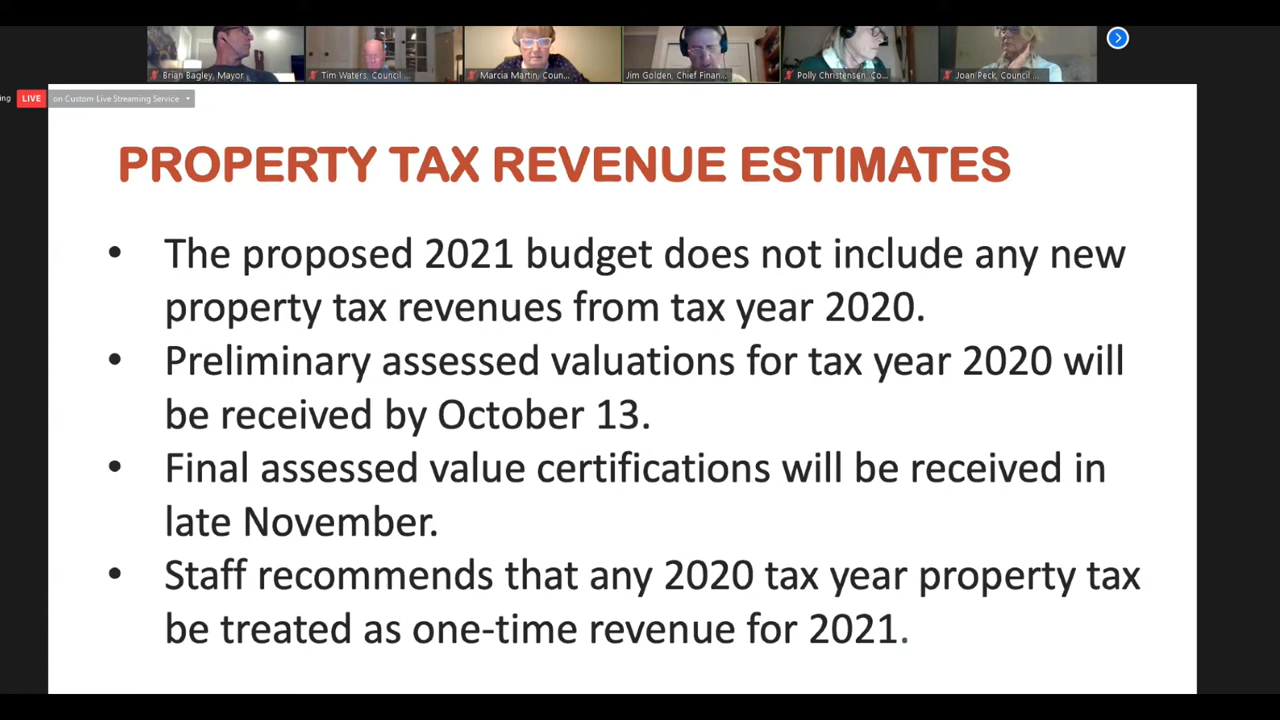 Brian Bagley, Mayor
Tim Waters, Council ...
Marcia Martin, Coun...
Jim Golden, Chief Finan...
Polly Christensen, Co...
Joan Peck, Council ...
ing
LIVE
on Custom Live Streaming Service
PROPERTY TAX REVENUE ESTIMATES
• The proposed 2021 budget does not include any new
property tax revenues from tax year 2020.
• Preliminary assessed valuations for tax year 2020 will
be received by October 13.
• Final assessed value certifications will be received in
late November.
• Staff recommends that any 2020 tax year property tax
be treated as one-time revenue for 2021.